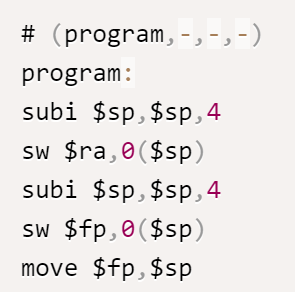 # (program,-,-,-)
program:
subi $sp,$sp,4
sw $ra,0($sp)
subi $sp,$sp,4
sw $fp,0($sp)
move $fp,$sp